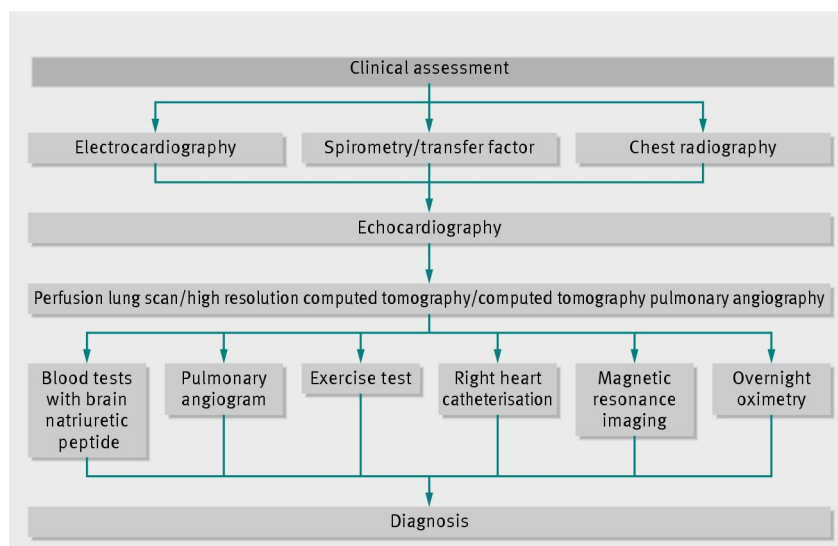 Clinical assessment
Electrocardiography
Spirometry/transfer factor
Chest radiography
Echocardiography
Perfusion lung scan/high resolution computed tomography/computed tomography pulmonary angiography
Blood tests
with brain
natriuretic
peptide
Pulmonary
angiogram
Exercise test
Right heart
catheterisation
Magnetic
resonance
imaging
Overnight
oximetry
Diagnosis